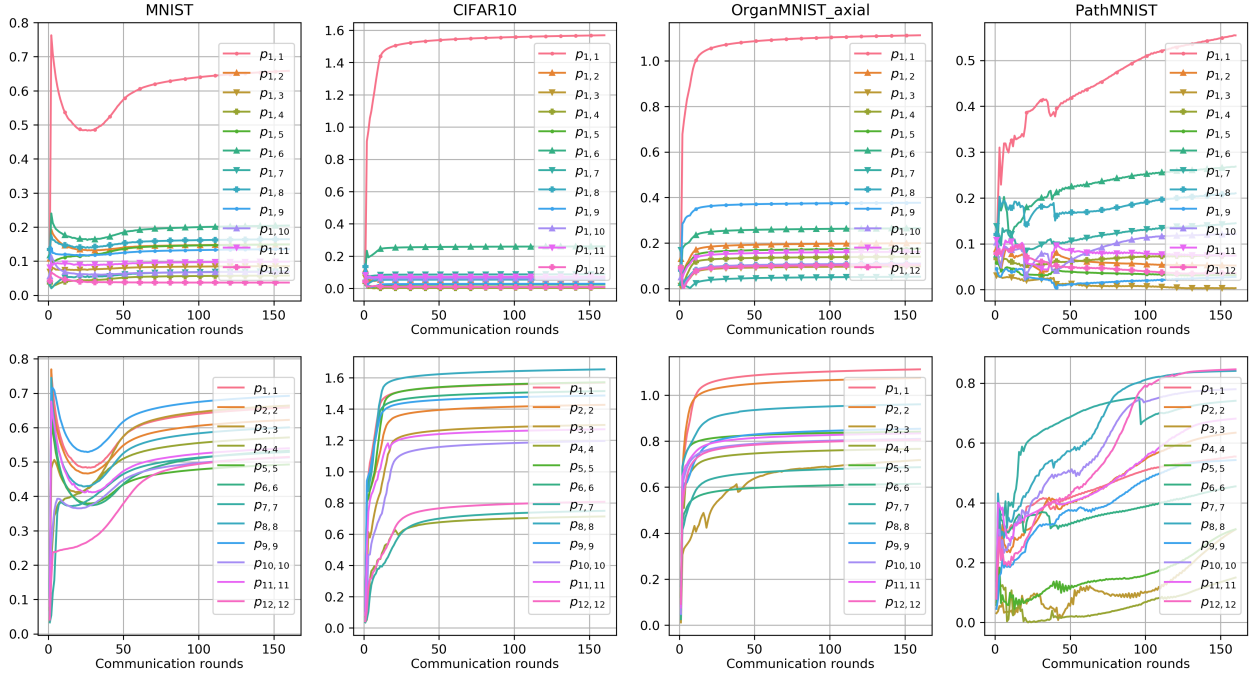 MNIST
0.8
0.7
0.6
0.5
0.4
0.3
0.2
0.1
0.0
0 50 100 150
Communication rounds
p1,1
p1,2
p1,3
p1,4
p1,5
p1,6
p1,7
p1,8
p1,9
p1,10
p1,11
p1,12
CIFAR10
1.6
1.4
1.2
1.0
0.8
0.6
0.4
0.2
0.0
0 50 100 150
Communication rounds
p1,1
p1,2
p1,3
p1,4
p1,5
p1,6
p1,7
p1,8
p1,9
p1,10
p1,11
p1,12
OrganMNIST_axial
1.0
0.8
0.6
0.4
0.2
0.0
0 50 100 150
Communication rounds
p1,1
p1,2
p1,3
p1,4
p1,5
p1,6
p1,7
p1,8
p1,9
p1,10
p1,11
p1,12
PathMNIST
0.5
0.4
0.3
0.2
0.1
0.0
0 50 100 150
Communication rounds
p1,1
p1,2
p1,3
p1,4
p1,5
p1,6
p1,7
p1,8
p1,9
p1,10
p1,11
p1,12
0.8
0.7
0.6
0.5
0.4
0.3
0.2
0.1
0.0
0 50 100 150
Communication rounds
p1,1
p2,2
p3,3
p4,4
p5,5
p6,6
p7,7
p8,8
p9,9
p10,10
p11,11
p12,12
1.6
1.4
1.2
1.0
0.8
0.6
0.4
0.2
0.0
0 50 100 150
Communication rounds
p1,1
p2,2
p3,3
p4,4
p5,5
p6,6
p7,7
p8,8
p9,9
p10,10
p11,11
p12,12
1.0
0.8
0.6
0.4
0.2
0.0
0 50 100 150
Communication rounds
p1,1
p2,2
p3,3
p4,4
p5,5
p6,6
p7,7
p8,8
p9,9
p10,10
p11,11
p12,12
0.8
0.6
0.4
0.2
0.0
0 50 100 150
Communication rounds
p1,1
p2,2
p3,3
p4,4
p5,5
p6,6
p7,7
p8,8
p9,9
p10,10
p11,11
p12,12